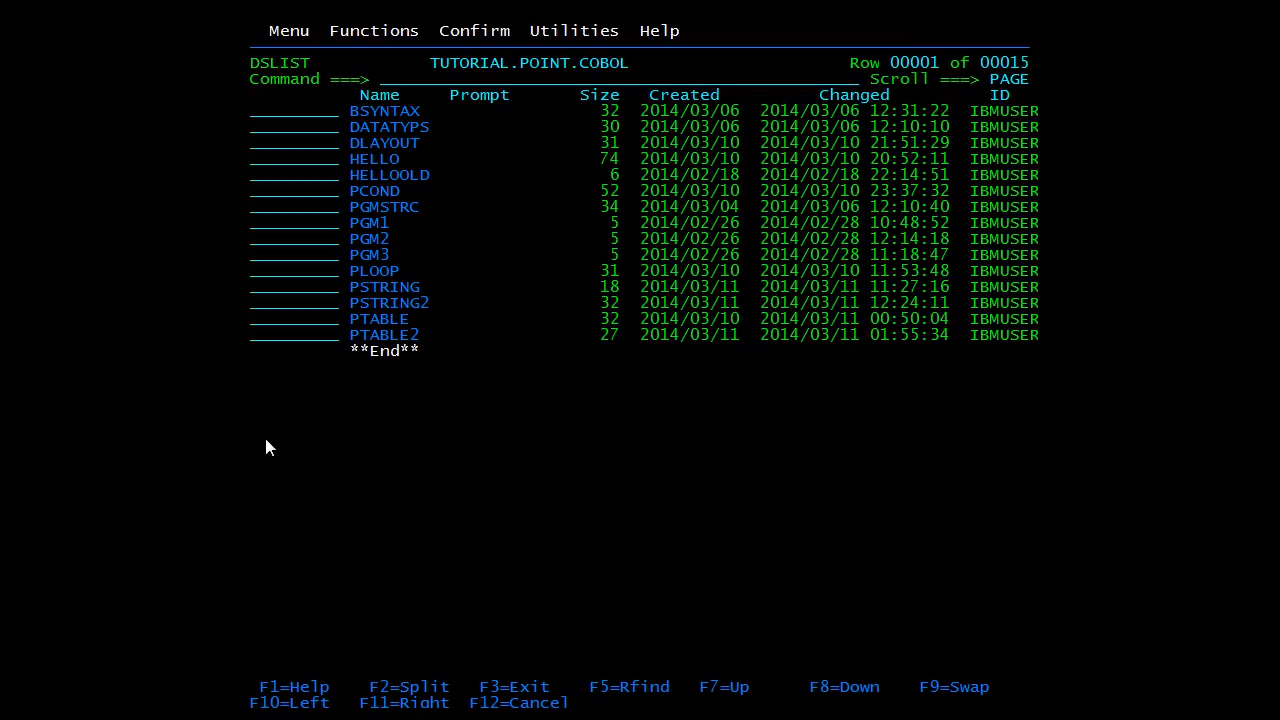 Menu  Functions  Confirm  Utilities  Help
DSLIST            TUTORIAL.POINT.COBOL                      Row 00001 of 00015
Command ===>                                                  Scroll ===> PAGE
           Name     Prompt       Size   Created          Changed          ID
           BSYNTAX                 32  2014/03/06  2014/03/06 12:31:22  IBMUSER
           DATATYPS                30  2014/03/06  2014/03/06 12:10:10  IBMUSER
           DLAYOUT                 31  2014/03/10  2014/03/10 21:51:29  IBMUSER
           HELLO                   74  2014/03/10  2014/03/10 20:52:11  IBMUSER
           HELLOOLD                 6  2014/02/18  2014/02/18 22:14:51  IBMUSER
           PCOND                   52  2014/03/10  2014/03/10 23:37:32  IBMUSER
           PGMSTRC                 34  2014/03/04  2014/03/06 12:10:40  IBMUSER
           PGM1                     5  2014/02/26  2014/02/28 10:48:52  IBMUSER
           PGM2                     5  2014/02/26  2014/02/28 12:14:18  IBMUSER
           PGM3                     5  2014/02/26  2014/02/28 11:18:47  IBMUSER
           PLOOP                   31  2014/03/10  2014/03/10 11:53:48  IBMUSER
           PSTRING                 18  2014/03/11  2014/03/11 11:27:16  IBMUSER
           PSTRING2                32  2014/03/11  2014/03/11 12:24:11  IBMUSER
           PTABLE                  32  2014/03/10  2014/03/11 00:50:04  IBMUSER
           PTABLE2                 27  2014/03/11  2014/03/11 01:55:34  IBMUSER
           **End**
F1=Help    F2=Split   F3=Exit    F5=Rfind   F7=Up      F8=Down    F9=Swap
F10=Left   F11=Right  F12=Cancel